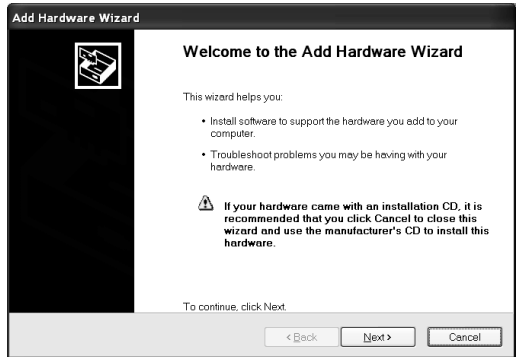 Add Hardware Wizard
Welcome to the Add Hardware Wizard
This wizard helps you:
• Install software to support the hardware you add to your
computer.
• Troubleshoot problems you may be having with your
hardware.
If your hardware came with an installation CD, it is
recommended that you click Cancel to close this
wizard and use the manufacturer's CD to install this
hardware.
To continue, click Next.
< Back Next > Cancel